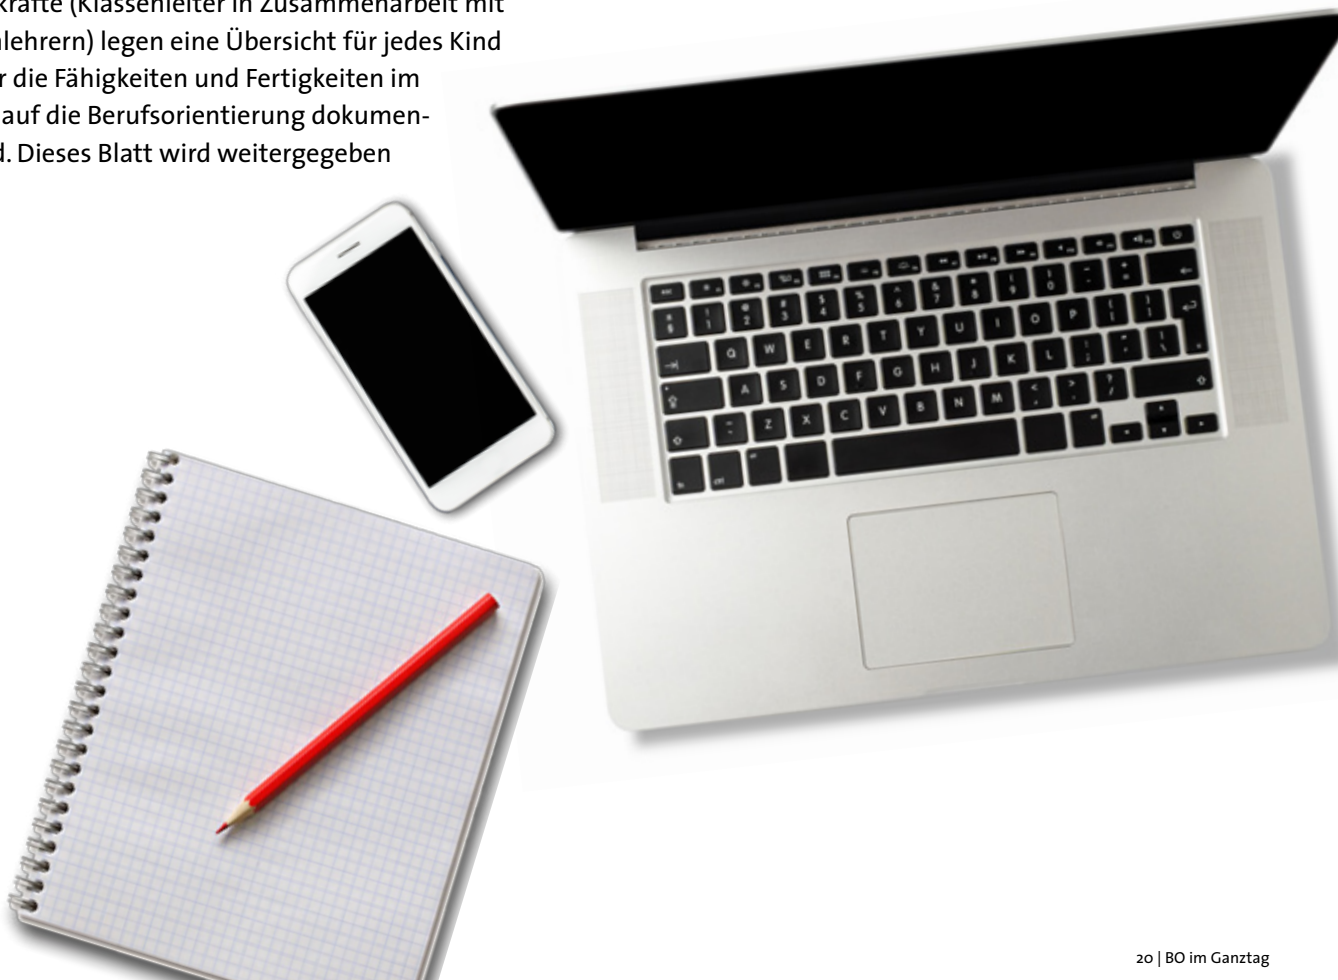 kräfte (Klassenleiter in Zusammenarbeit mit
lehrern) legen eine Übersicht für jedes Kind
die Fähigkeiten und Fertigkeiten im
auf die Berufsorientierung dokumen-
Dieses Blatt wird weitergegeben
Q W E R T Y U I O P
A S D F G H J K L
Z X C V B N M
20 | BO im Ganztag